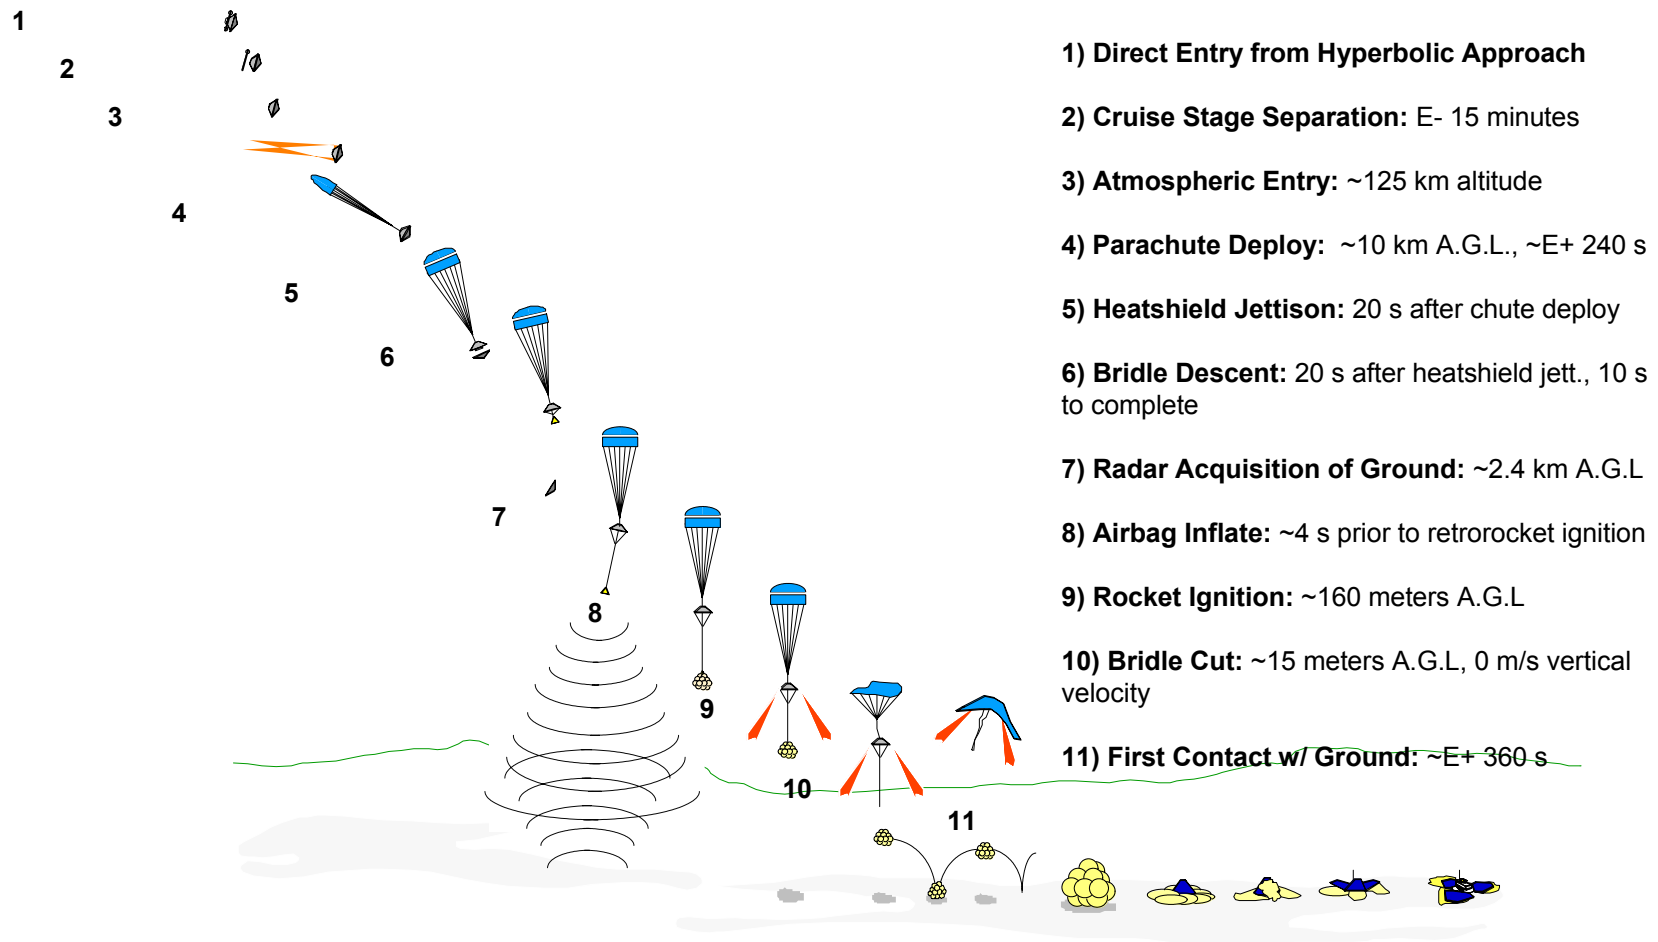 1
2
3
4
5
6
7
8
9
10
11
1) Direct Entry from Hyperbolic Approach
2) Cruise Stage Separation: E- 15 minutes
3) Atmospheric Entry: ~125 km altitude
4) Parachute Deploy:  ~10 km A.G.L., ~E+ 240 s
5) Heatshield Jettison: 20 s after chute deploy
6) Bridle Descent: 20 s after heatshield jett., 10 s
to complete
7) Radar Acquisition of Ground: ~2.4 km A.G.L
8) Airbag Inflate: ~4 s prior to retrorocket ignition
9) Rocket Ignition: ~160 meters A.G.L
10) Bridle Cut: ~15 meters A.G.L, 0 m/s vertical
velocity
11) First Contact w/ Ground: ~E+ 360 s